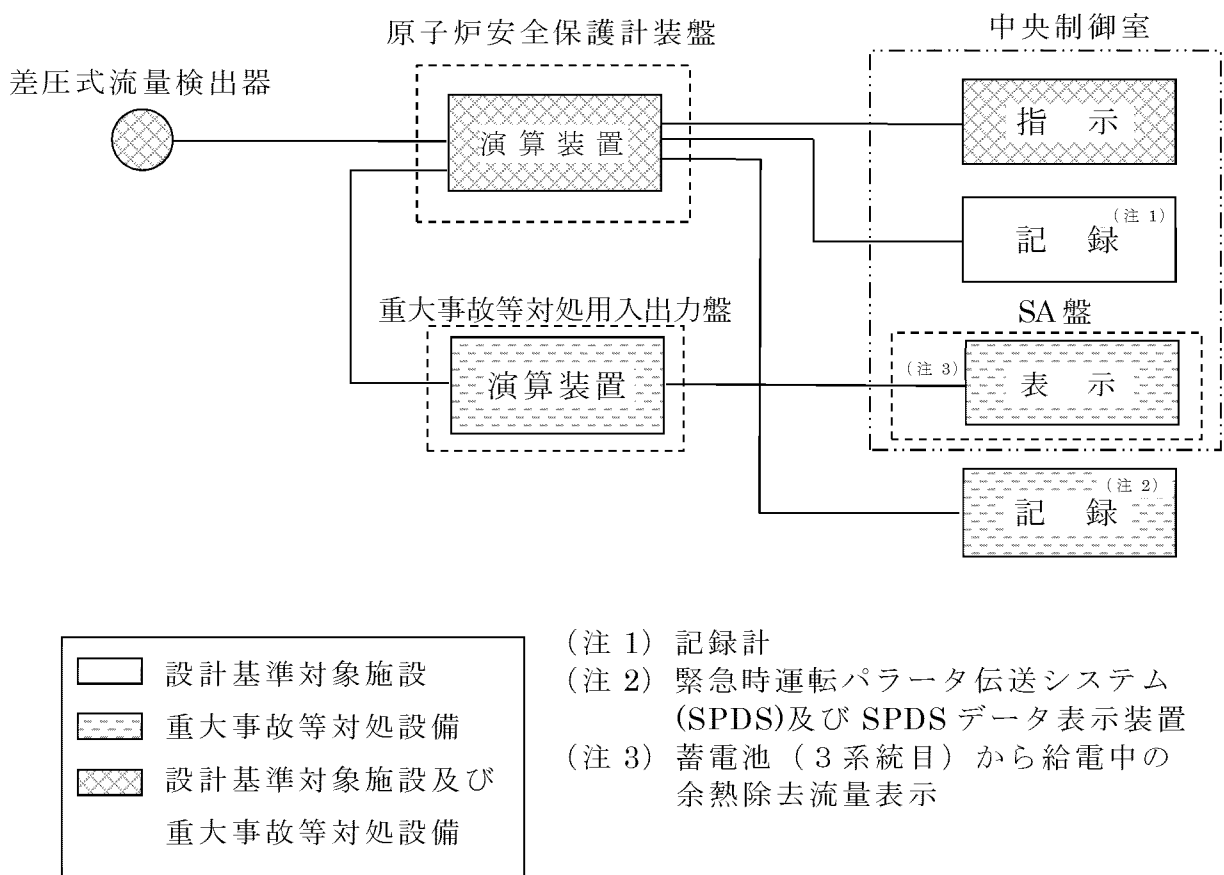 原子炉安全保護計装盤
中央制御室
差圧式流量検出器
演算装置
指 示
記 録(注 1)
重大事故等対処用入出力盤
SA 盤
演算装置
(注 3)
表 示
記 録(注 2)
設計基準対象施設
重大事故等対処設備
設計基準対象施設及び
重大事故等対処設備
(注 1) 記録計
(注 2) 緊急時運転パラータ伝送システム
(SPDS)及び SPDS データ表示装置
(注 3) 蓄電池(3系統目)から給電中の
余熱除去流量表示